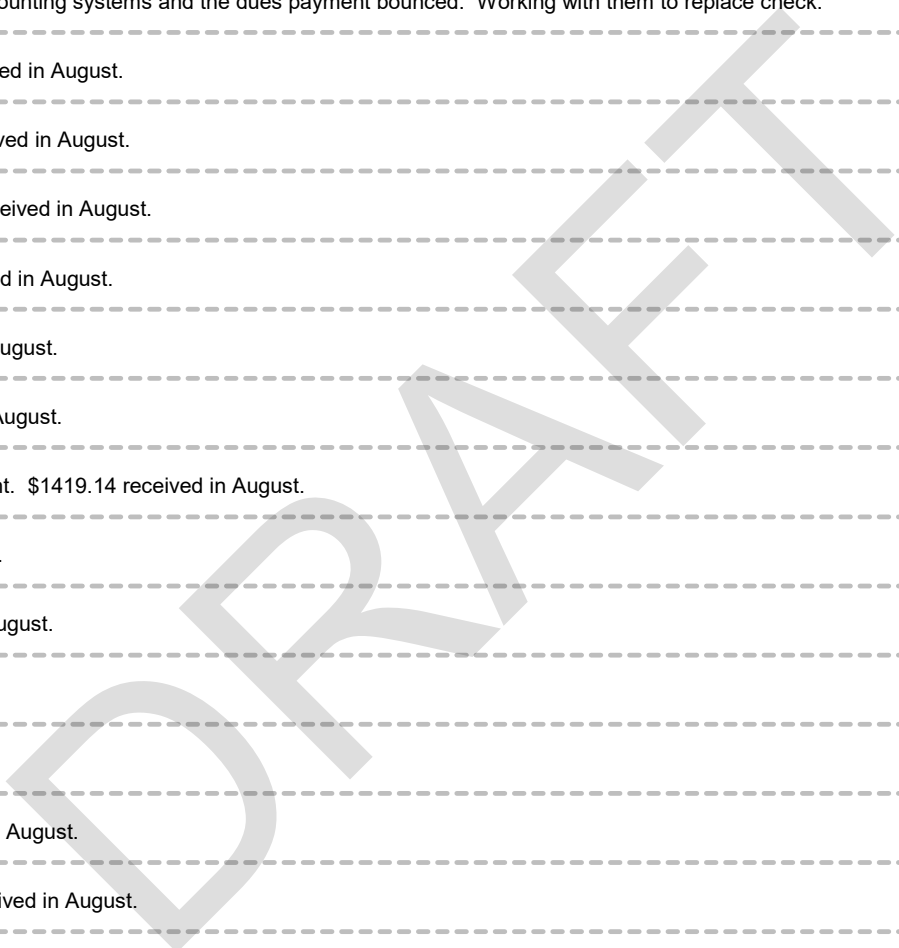 ounting systems and the dues payment bounced.  Working with them to replace check.
ed in August.
ved in August.
eived in August.
d in August.
ugust.
August.
nt.  $1419.14 received in August.
.
ugust.
August.
ived in August.
DRAFT